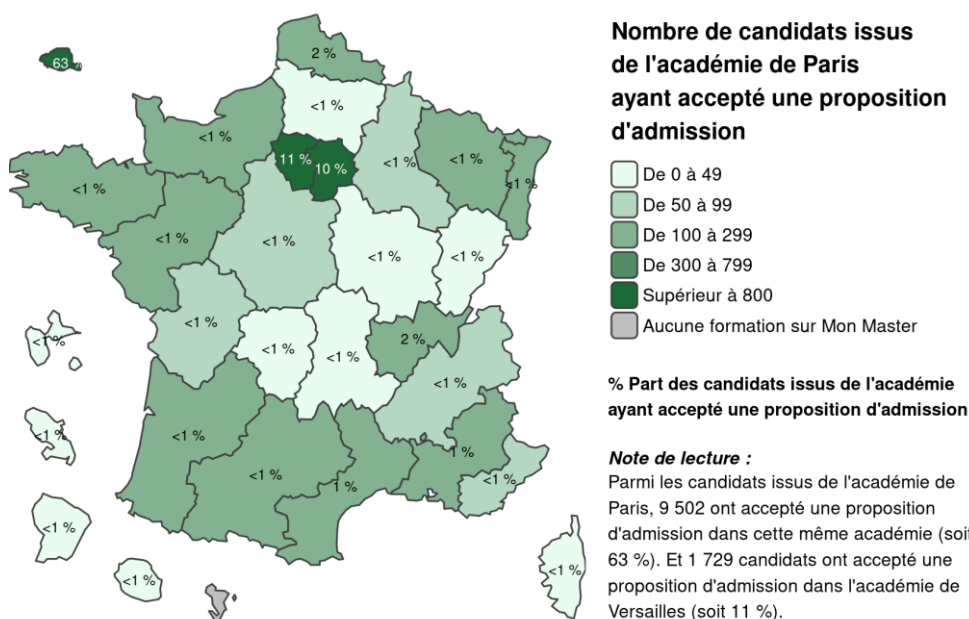 Nombre de candidats issus
de l'académie de Paris
ayant accepté une proposition
d'admission
De 0 à 49
De 50 à 99
De 100 à 299
De 300 à 799
Supérieur à 800
Aucune formation sur Mon Master
% Part des candidats issus de l'académie
ayant accepté une proposition d'admission
Note de lecture :
Parmi les candidats issus de l'académie de
Paris, 9 502 ont accepté une proposition
d'admission dans cette même académie (soit
63 %). Et 1 729 candidats ont accepté une
proposition d'admission dans l'académie de
Versailles (soit 11 %).
2 %
63
<1 %
<1 %
<1 %
<1 %
11 %
10 %
<1 %
<1 %
<1 %
<1 %
<1 %
<1 %
<1 %
<1 %
2 %
<1 %
<1 %
<1 %
<1 %
<1 %
1 %
<1 %
1 %
<1 %
<1 %
<1 %
<1 %